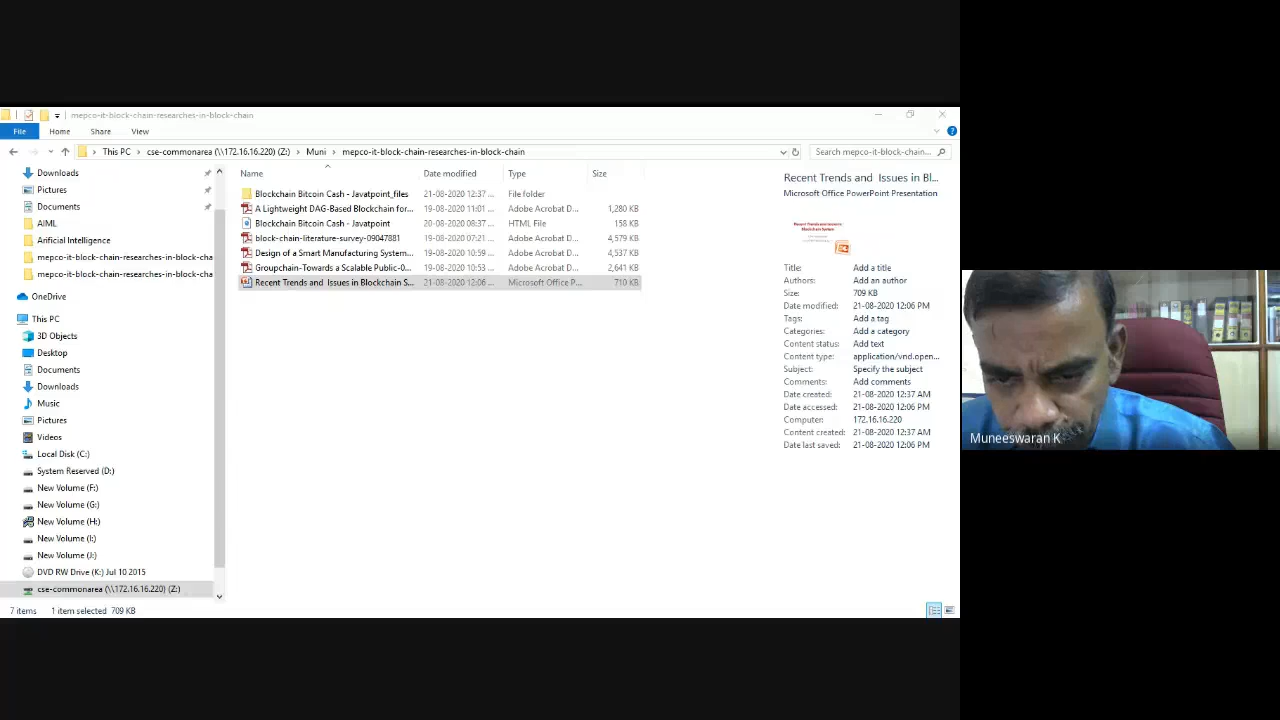 mepco-it-block-chain-researches-in-block-chain
File Home Share View
This PC cse-commonarea (\\172.16.16.220) (Z:) Muni mepco-it-block-chain-researches-in-block-chain
Search mepco-it-block-chain...
Downloads
Pictures
Documents
AIML
Arificial Intelligence
mepco-it-block-chain-researches-in-block-cha
mepco-it-block-chain-researches-in-block-cha
OneDrive
This PC
3D Objects
Desktop
Documents
Downloads
Music
Pictures
Videos
Local Disk (C:)
System Reserved (D:)
New Volume (F:)
New Volume (G:)
New Volume (H:)
New Volume (I:)
New Volume (J:)
DVD RW Drive (K:) Jul 10 2015
cse-commonarea (\\172.16.16.220) (Z:)
7 items 1 item selected 709 KB
Name Date modified Type Size
Blockchain Bitcoin Cash - Javatpoint_files 21-08-2020 12:37 ... File folder
A Lightweight DAG-Based Blockchain for... 19-08-2020 11:01 ... Adobe Acrobat D... 1,280 KB
Blockchain Bitcoin Cash - Javatpoint 20-08-2020 08:37 ... HTML File 158 KB
block-chain-literature-survey-09047881 19-08-2020 07:21 ... Adobe Acrobat D... 4,579 KB
Design of a Smart Manufacturing System... 19-08-2020 10:59 ... Adobe Acrobat D... 4,537 KB
Groupchain-Towards a Scalable Public-0... 19-08-2020 10:53 ... Adobe Acrobat D... 2,641 KB
Recent Trends and Issues in Blockchain S... 21-08-2020 12:06 ... Microsoft Office P... 710 KB
Recent Trends and Issues in Bl...
Microsoft Office PowerPoint Presentation
Title: Add a title
Authors: Add an author
Size: 709 KB
Date modified: 21-08-2020 12:06 PM
Tags: Add a tag
Categories: Add a category
Content status: Add text
Content type: application/vnd.open...
Subject: Specify the subject
Comments: Add comments
Date created: 21-08-2020 12:37 AM
Date accessed: 21-08-2020 12:06 PM
Computer: 172.16.16.220
Content created: 21-08-2020 12:37 AM
Date last saved: 21-08-2020 12:06 PM
Muneeswaran K